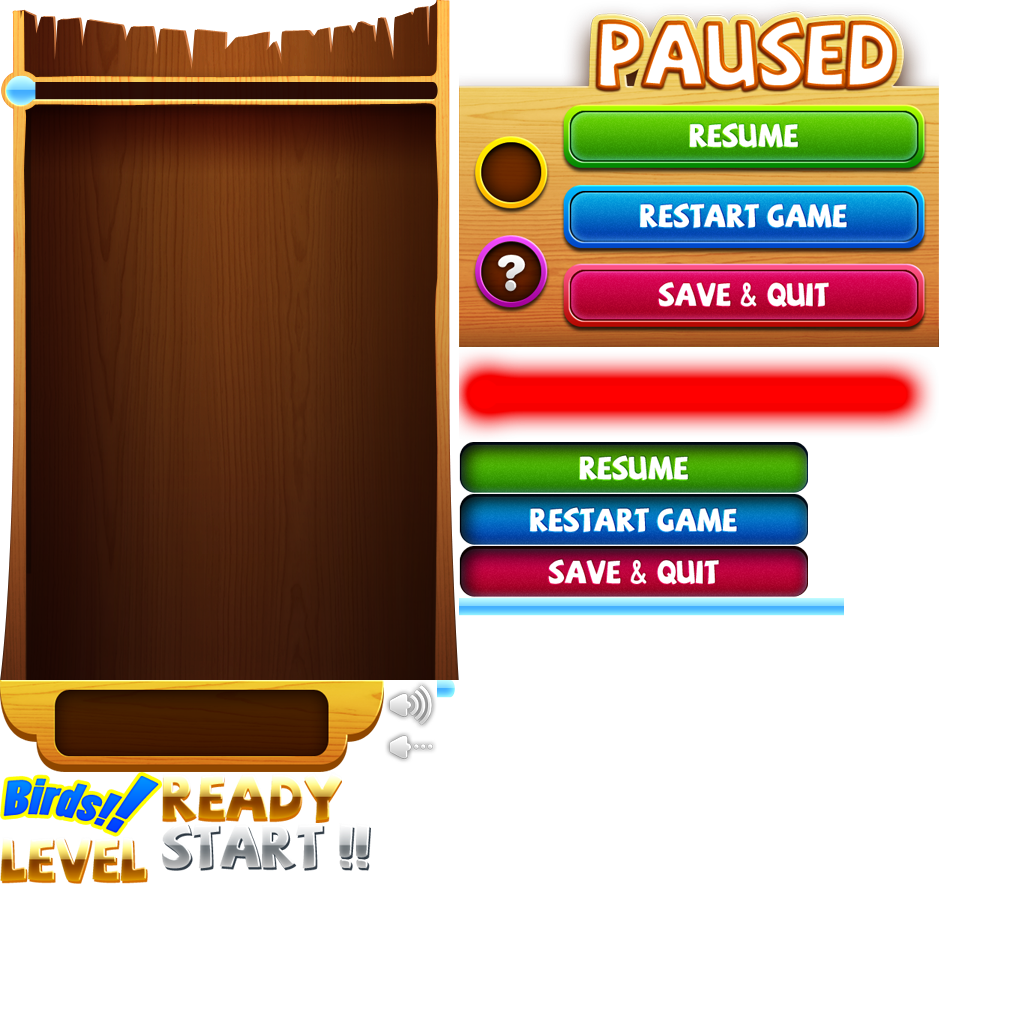 PAUSED
RESUME
RESTART GAME
?
SAVE & QUIT
RESUME
RESTART GAME
SAVE & QUIT
Birds!!
READY
START !!
LEVEL